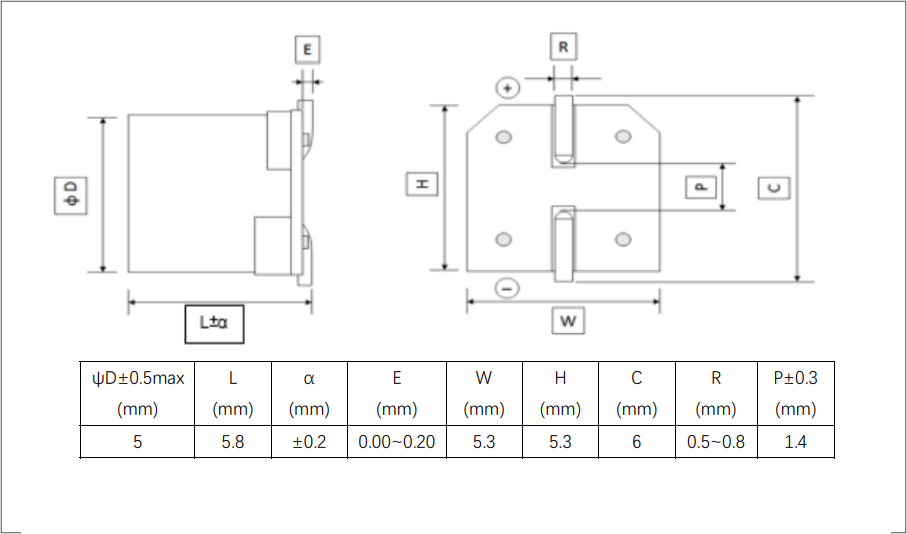 E
R
+
ϕD
H
P
C
−
L±α
W
ψD±0.5max L α E W H C R P±0.3
(mm) (mm) (mm) (mm) (mm) (mm) (mm) (mm) (mm)
5 5.8 ±0.2 0.00~0.20 5.3 5.3 6 0.5~0.8 1.4